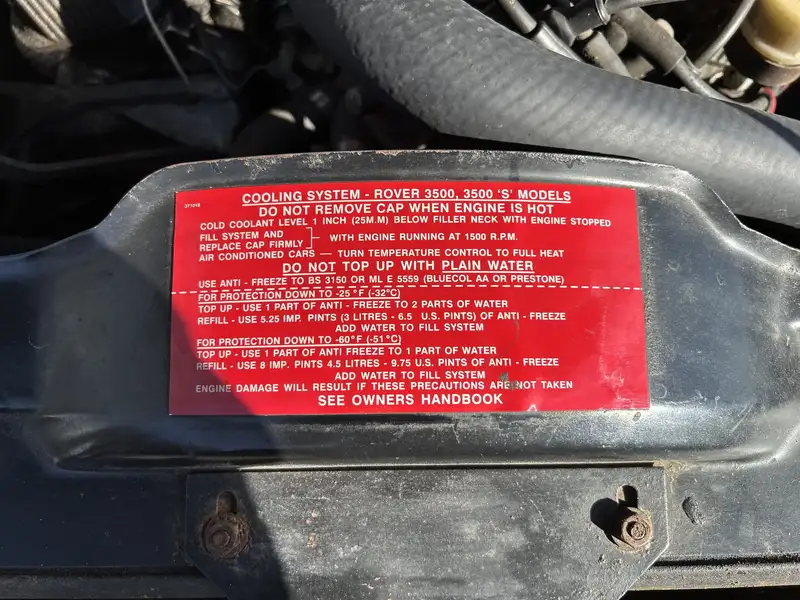 371018
COOLING SYSTEM - ROVER 3500, 3500 'S' MODELS
DO NOT REMOVE CAP WHEN ENGINE IS HOT
COLD COOLANT LEVEL 1 INCH (25M.M) BELOW FILLER NECK WITH ENGINE STOPPED
FILL SYSTEM AND
REPLACE CAP FIRMLY
WITH ENGINE RUNNING AT 1500 R.P.M.
AIR CONDITIONED CARS — TURN TEMPERATURE CONTROL TO FULL HEAT
DO NOT TOP UP WITH PLAIN WATER
USE ANTI - FREEZE TO BS 3150 OR ML E 5559 (BLUECOL AA OR PRESTONE)
FOR PROTECTION DOWN TO -25°F (-32°C)
TOP UP - USE 1 PART OF ANTI - FREEZE TO 2 PARTS OF WATER
REFILL - USE 5.25 IMP. PINTS (3 LITRES - 6.5 U.S. PINTS) OF ANTI - FREEZE
ADD WATER TO FILL SYSTEM
FOR PROTECTION DOWN TO -60°F (-51°C)
TOP UP - USE 1 PART OF ANTI FREEZE TO 1 PART OF WATER
REFILL - USE 8 IMP. PINTS 4.5 LITRES - 9.75 U.S. PINTS OF ANTI - FREEZE
ADD WATER TO FILL SYSTEM
ENGINE DAMAGE WILL RESULT IF THESE PRECAUTIONS ARE NOT TAKEN
SEE OWNERS HANDBOOK